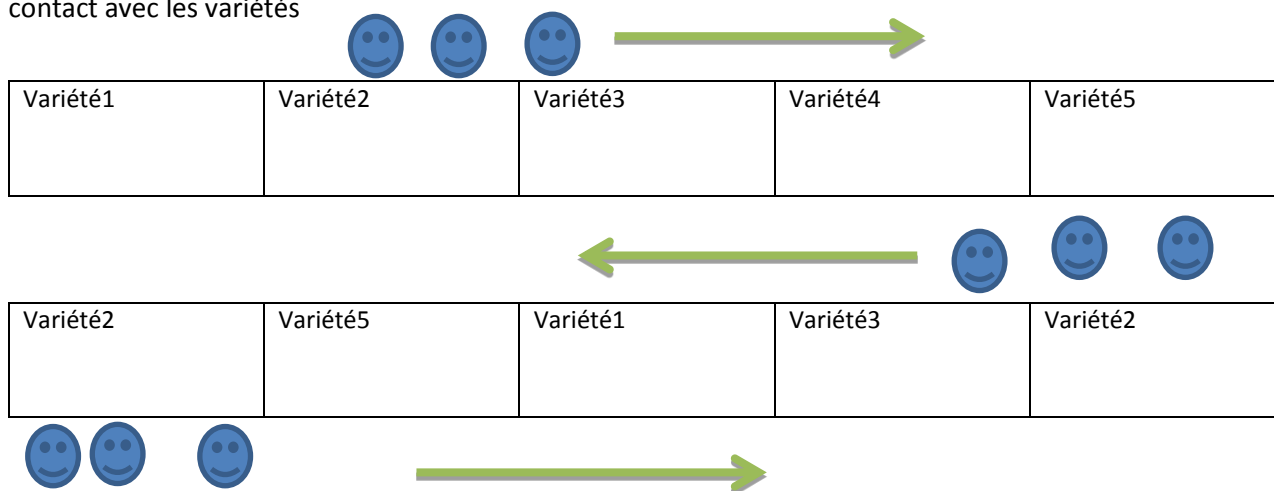 contact avec les variétés
Variété1 Variété2 Variété3 Variété4 Variété5
Variété2 Variété5 Variété1 Variété3 Variété2